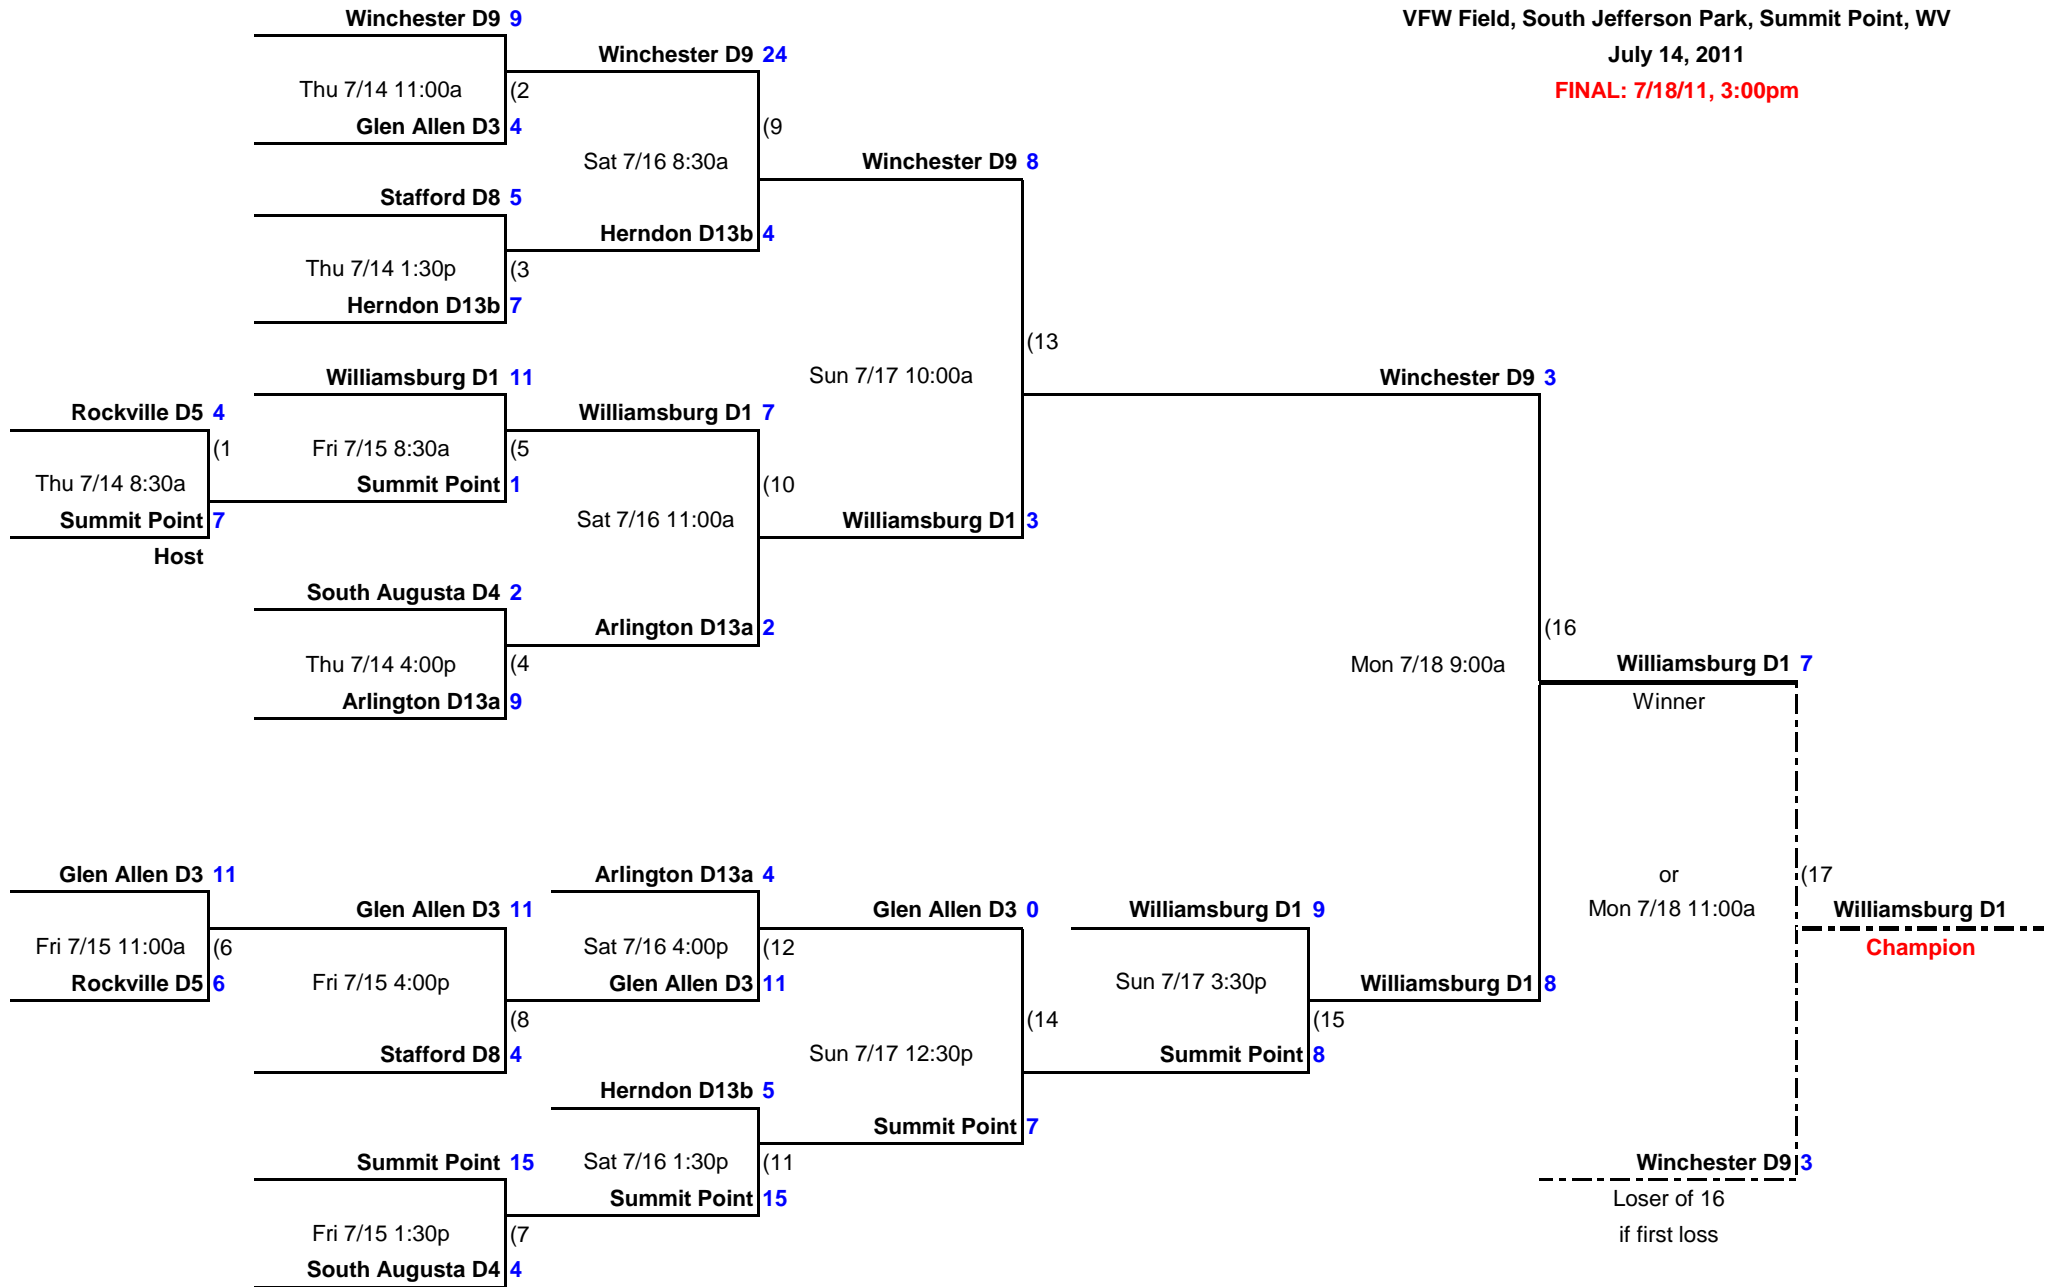 Winchester D9 9
VFW Field, South Jefferson Park, Summit Point, WV
Winchester D9 24
July 14, 2011
Thu 7/14 11:00a (2
FINAL: 7/18/11, 3:00pm
Glen Allen D3 4
(9
Sat 7/16 8:30a
Winchester D9 8
Stafford D8 5
Herndon D13b 4
Thu 7/14 1:30p (3
Herndon D13b 7
(13
Williamsburg D1 11
Sun 7/17 10:00a
Winchester D9 3
Rockville D5 4
Williamsburg D1 7
(1
Fri 7/15 8:30a (5
Thu 7/14 8:30a
Summit Point 1
(10
Summit Point 7
Sat 7/16 11:00a
Williamsburg D1 3
Host
South Augusta D4 2
Arlington D13a 2
(16
Thu 7/14 4:00p (4
Mon 7/18 9:00a
Williamsburg D1 7
Arlington D13a 9
Winner
Glen Allen D3 11
Arlington D13a 4
or
(17
Glen Allen D3 11
Glen Allen D3 0
Williamsburg D1 9
Mon 7/18 11:00a
Williamsburg D1
Fri 7/15 11:00a (6
Sat 7/16 4:00p (12
Champion
Rockville D5 6
Fri 7/15 4:00p
Glen Allen D3 11
Sun 7/17 3:30p
Williamsburg D1 8
(8
(14
(15
Stafford D8 4
Sun 7/17 12:30p
Summit Point 8
Herndon D13b 5
Summit Point 7
Summit Point 15
Sat 7/16 1:30p (11
Winchester D9 3
Summit Point 15
Loser of 16
Fri 7/15 1:30p (7
if first loss
South Augusta D4 4